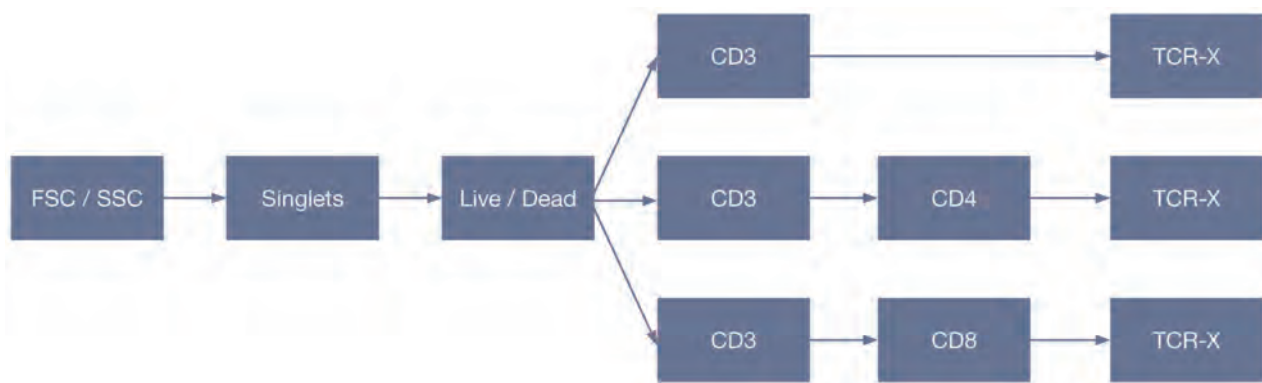 CD3
TCR-X
FSC / SSC
Singlets
Live / Dead
CD3
CD4
TCR-X
CD3
CD8
TCR-X